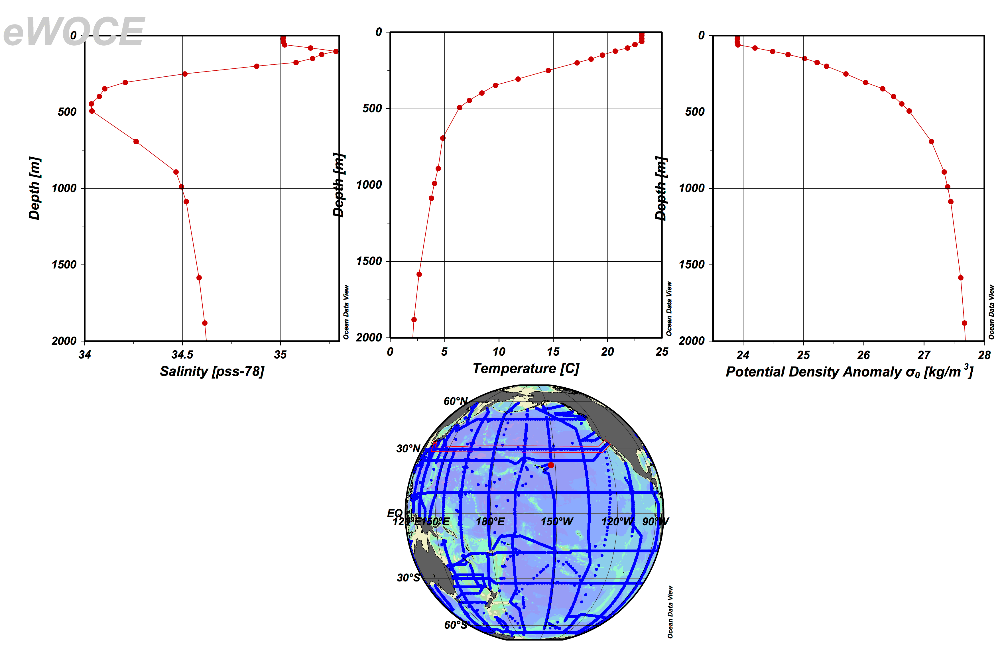 eWOCE
0
500
1000
1500
2000
Depth [m]
34
34.5
35
Salinity [pss-78]
Ocean Data View
0
500
1000
1500
2000
Depth [m]
0
5
10
15
20
25
Temperature [C]
Ocean Data View
0
500
1000
1500
2000
Depth [m]
24
25
26
27
28
Potential Density Anomaly σ₀ [kg/m³]
Ocean Data View
60°N
30°N
EQ
120°E
150°E
180°E
150°W
120°W
90°W
30°S
60°S
Ocean Data View